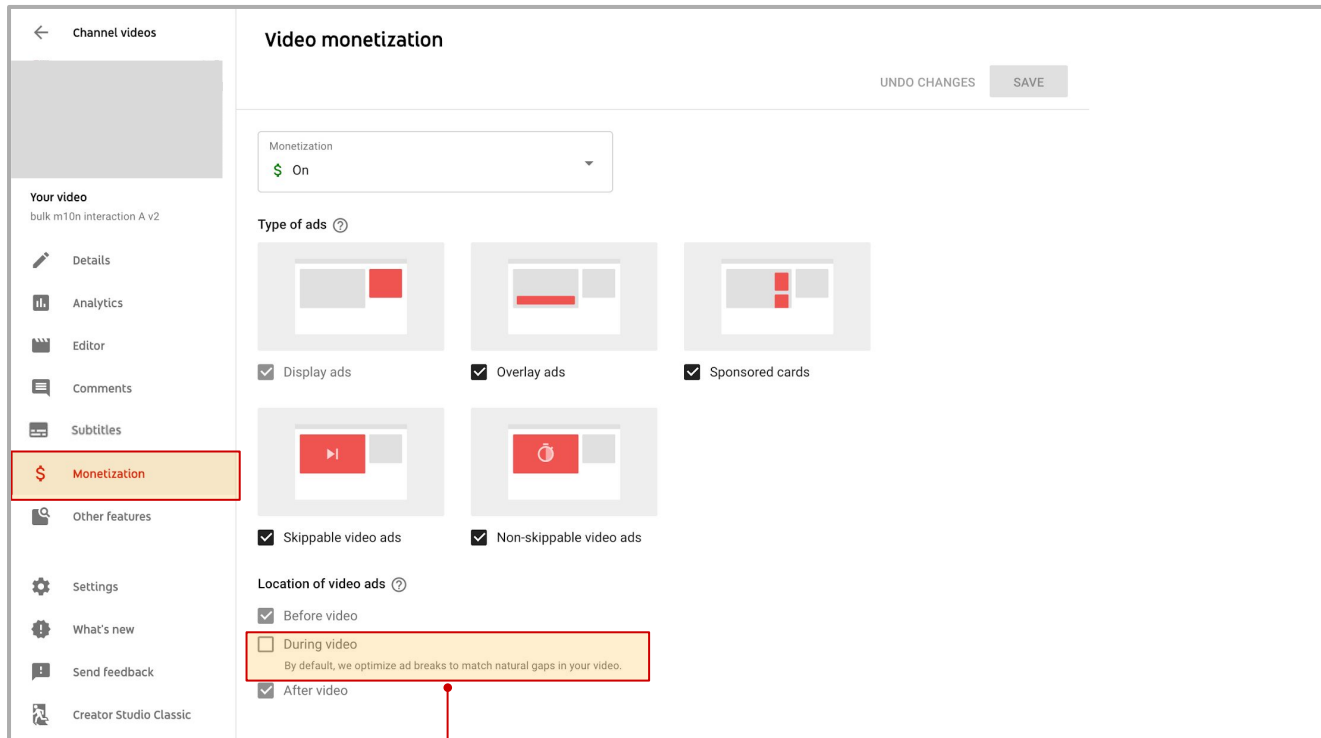 Channel videos
Video monetization
UNDO CHANGES
SAVE
Your video
bulk m10n interaction A v2
Details
Analytics
Editor
Comments
Subtitles
$ Monetization
Other features
Settings
What's new
Send feedback
Creator Studio Classic
Monetization
$ On
Type of ads ?
Display ads
Overlay ads
Sponsored cards
Skippable video ads
Non-skippable video ads
Location of video ads ?
Before video
During video
By default, we optimize ad breaks to match natural gaps in your video.
After video